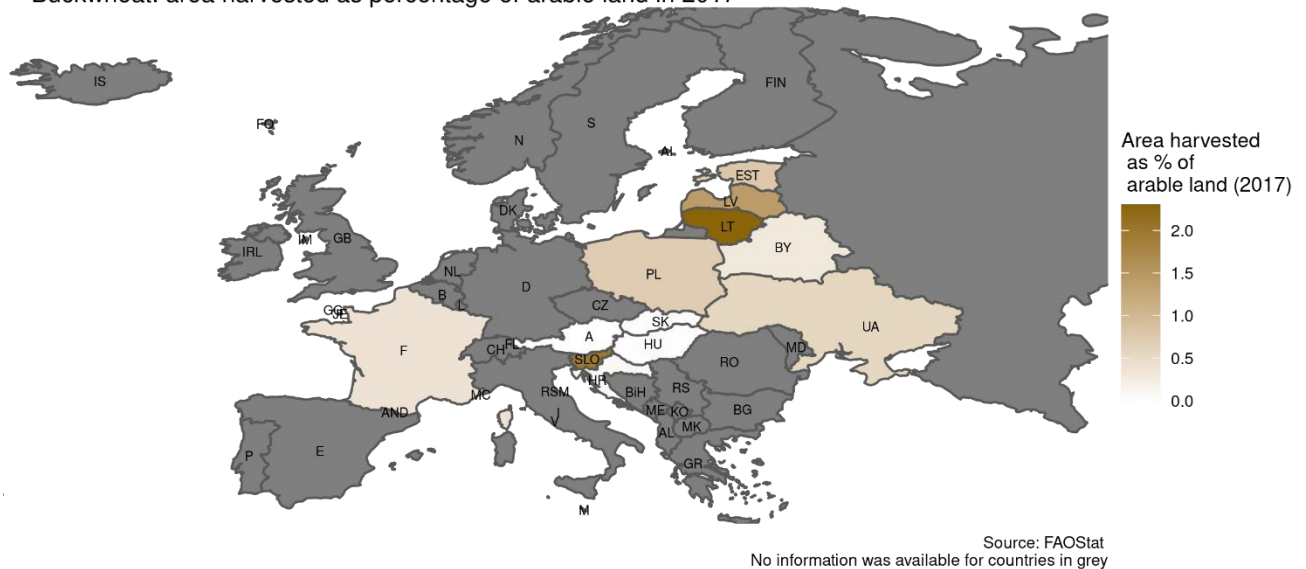 Buckwheat: area harvested as percentage of arable land in 2017
IS
FIN
FO
S
N
AL
EST
LV
DK
LT
IM
GB
IRL
BY
NL
PL
D
B
L
CZ
GG
JE
SK
UA
A
F
CH
FL
HU
MD
SLO
RO
HR
MC
RSM
BiH
RS
I
V
ME
KO
BG
AND
MK
AL
P
E
GR
M
Area harvested
as % of
arable land (2017)
2.0
1.5
1.0
0.5
0.0
Source: FAOStat
No information was available for countries in grey